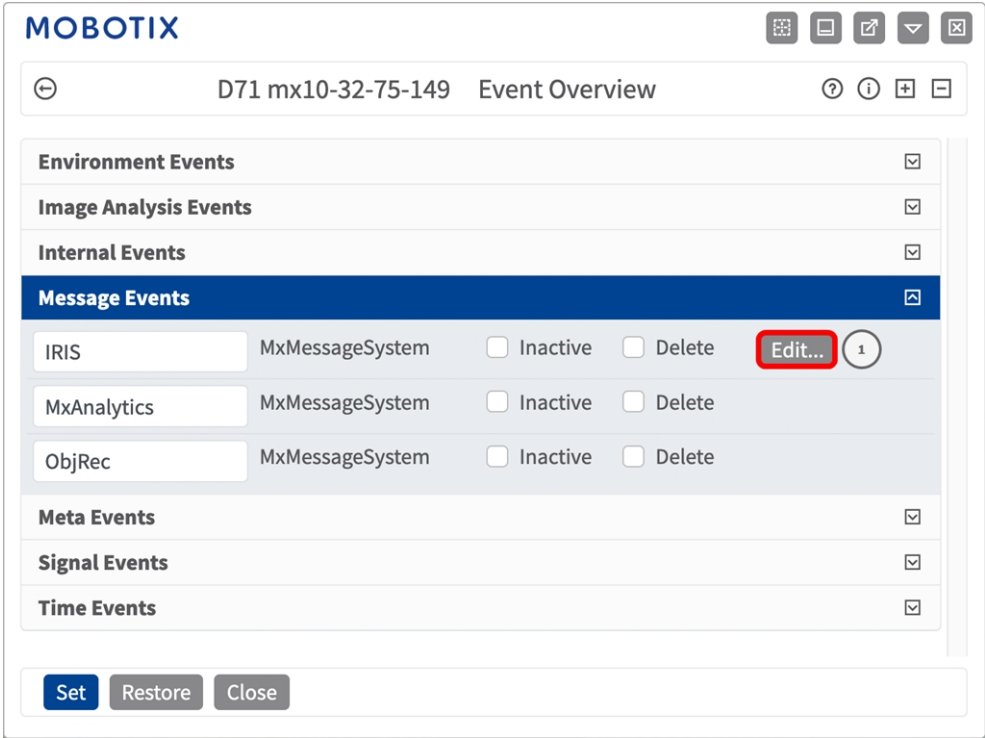 MOBOTIX
D71 mx10-32-75-149 Event Overview
Environment Events
Image Analysis Events
Internal Events
Message Events
IRIS MxMessageSystem Inactive Delete Edit... 1
MxAnalytics MxMessageSystem Inactive Delete
ObjRec MxMessageSystem Inactive Delete
Meta Events
Signal Events
Time Events
Set Restore Close